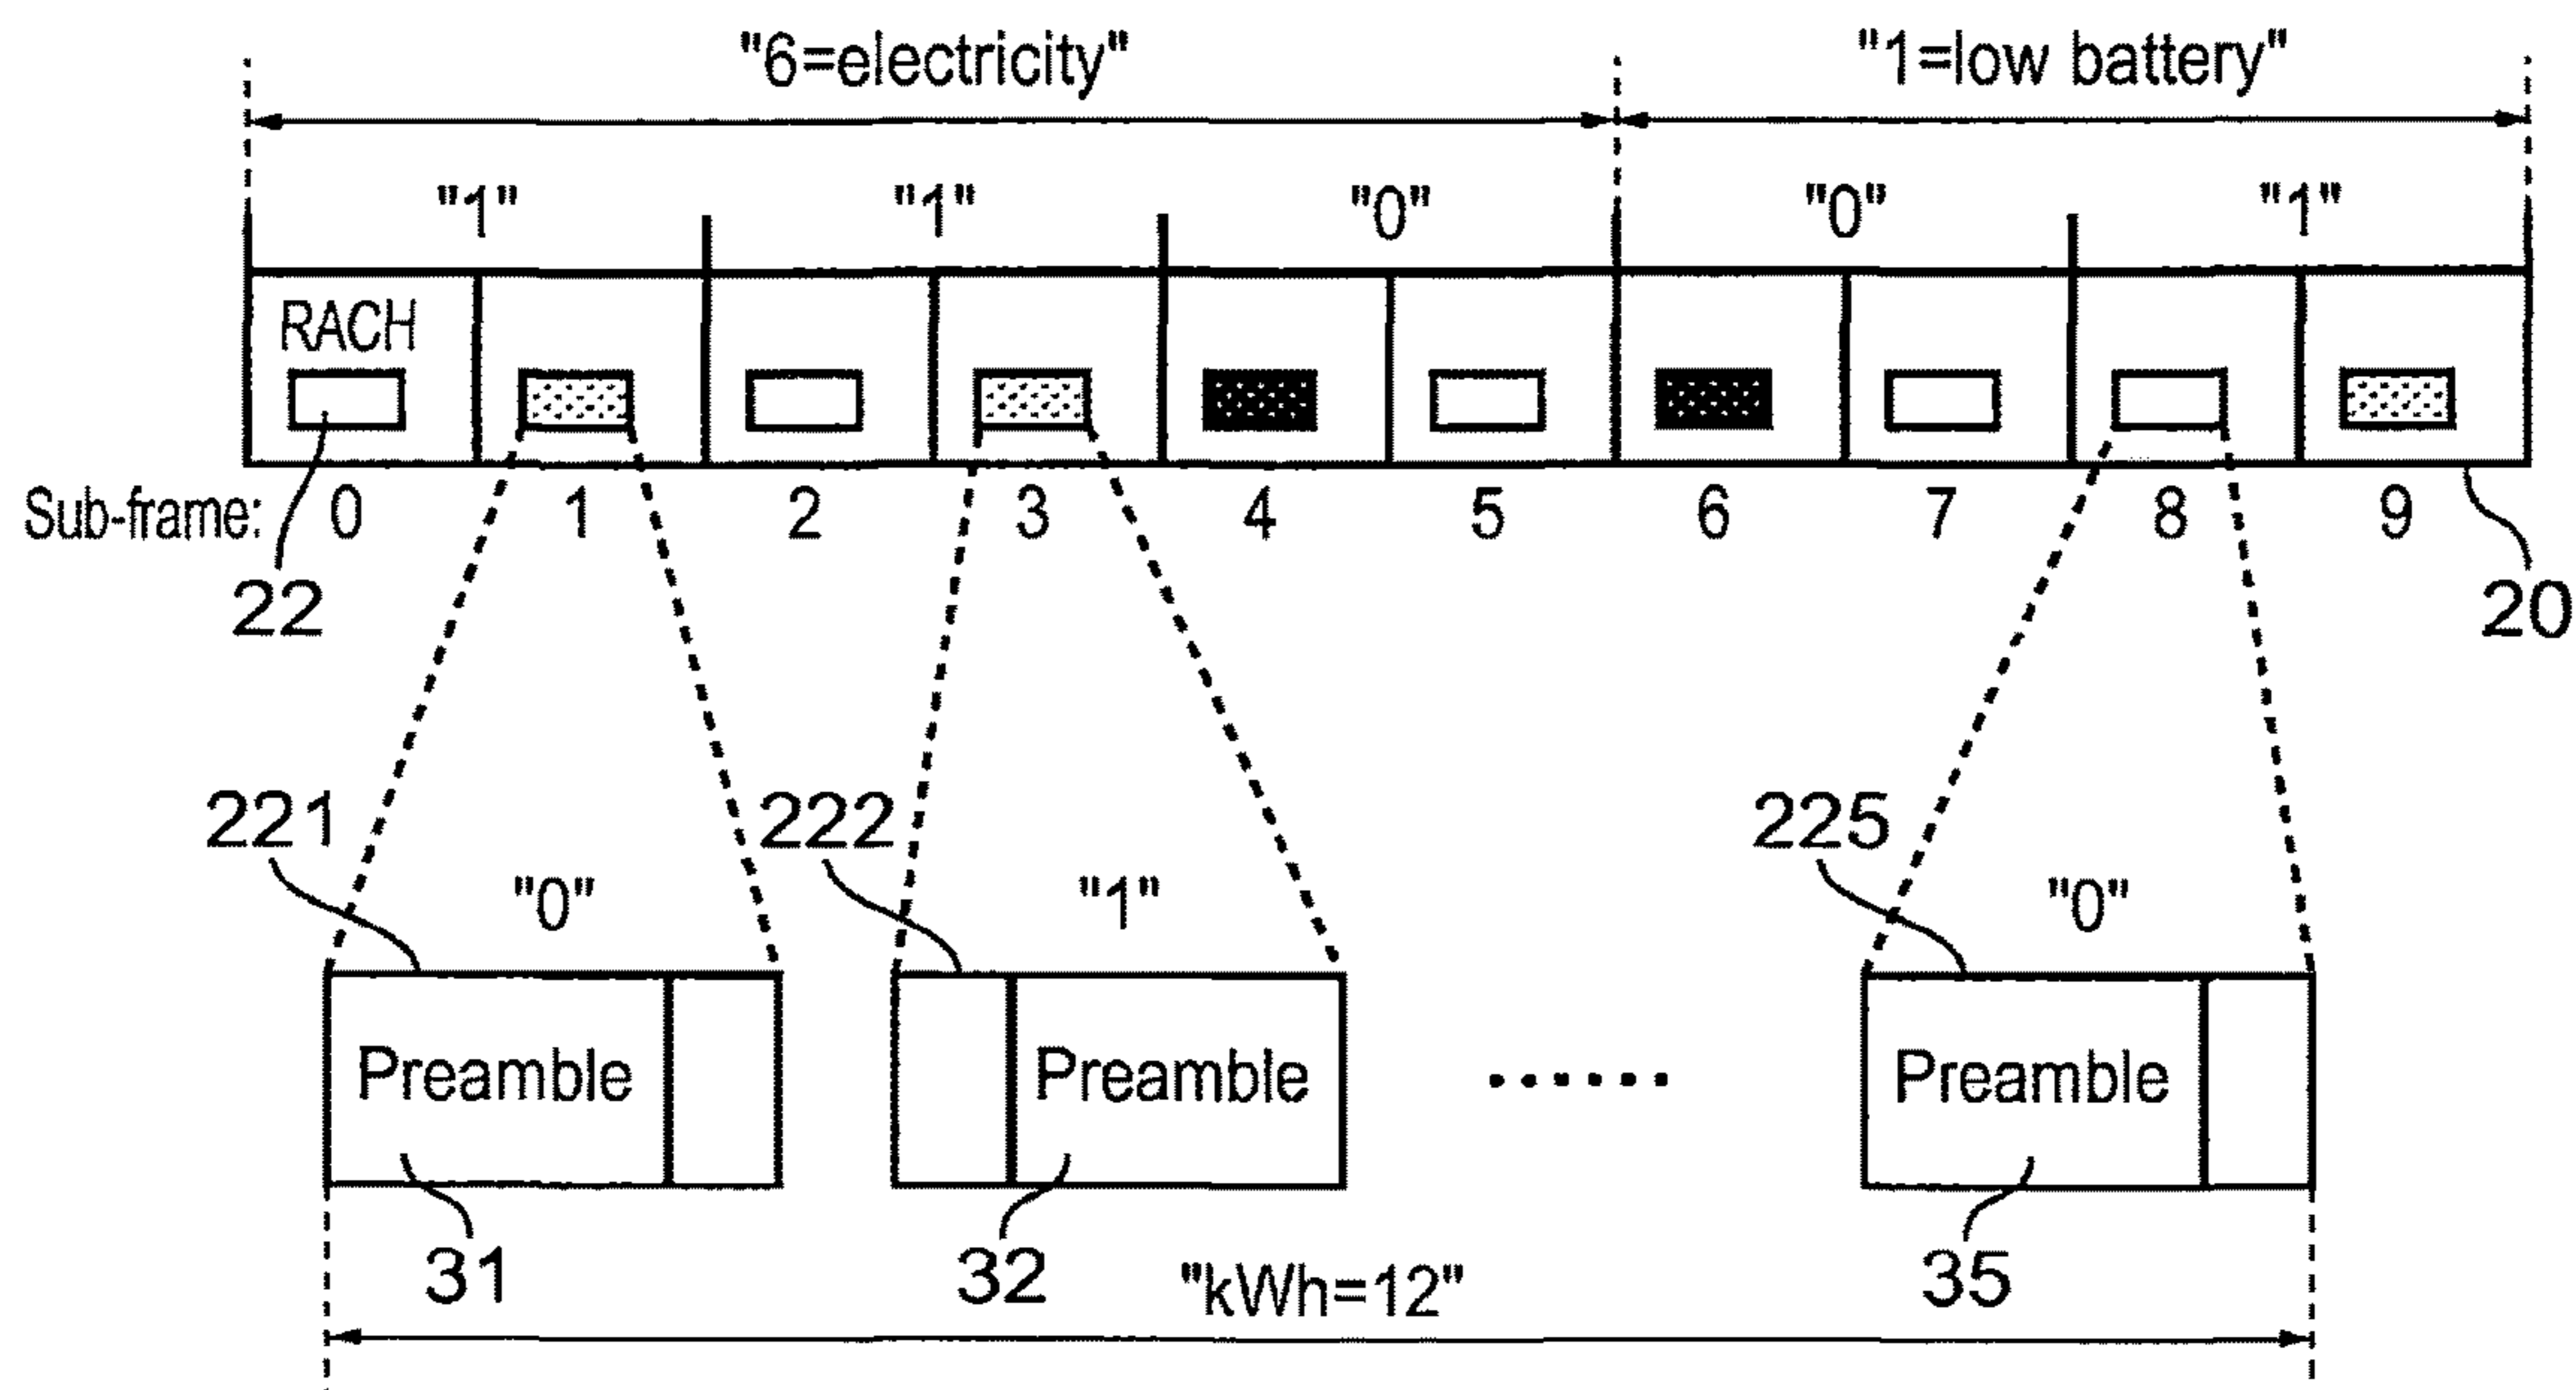 "6=electricity" "1=low battery"
"1" "1" "0" "0" "1"
RACH
Sub-frame: 0 1 2 3 4 5 6 7 8 9
22 20
221 222 225
"0" "1" "0"
Preamble Preamble Preamble
31 32 35
"kWh=12"